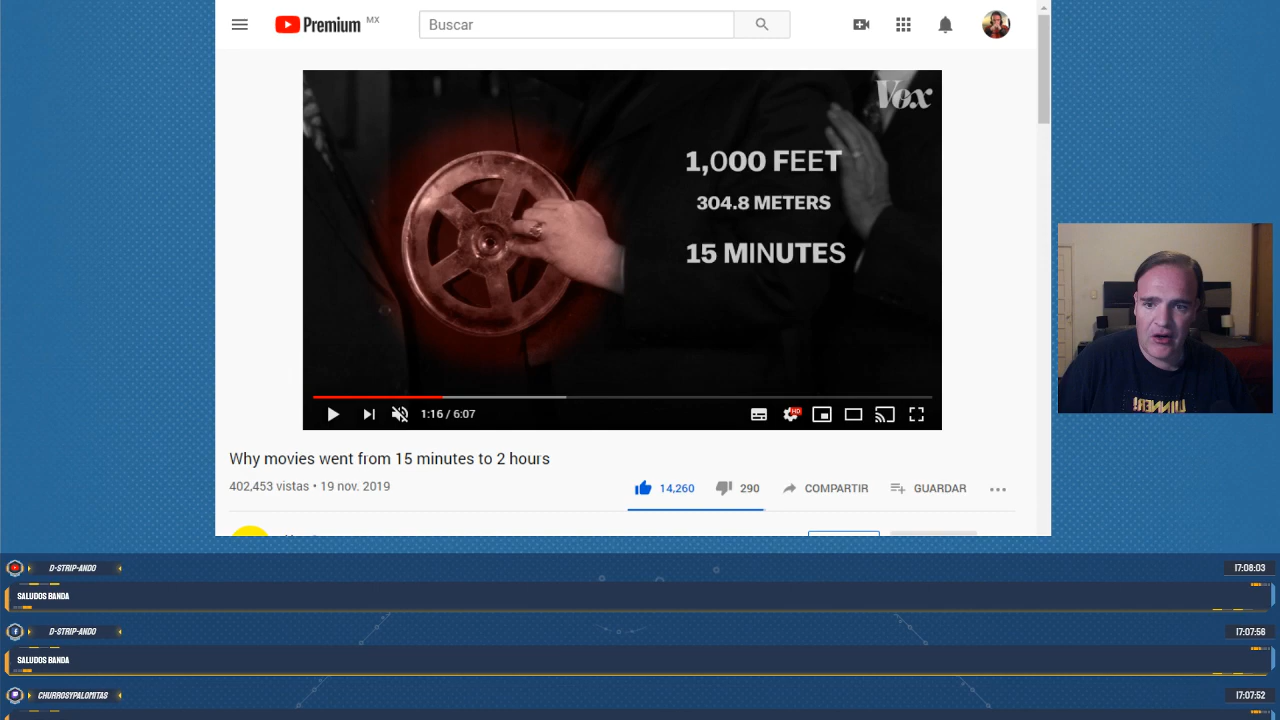 Premium MX
Buscar
Vox
1,000 FEET
304.8 METERS
15 MINUTES
1:16 / 6:07
HD
Why movies went from 15 minutes to 2 hours
402,453 vistas • 19 nov. 2019
14,260
290
COMPARTIR
GUARDAR
D-STRIP-ANDO
17:08:03
SALUDOS BANDA
D-STRIP-ANDO
17:07:56
SALUDOS BANDA
CHURROSYPALOMITAS
17:07:52